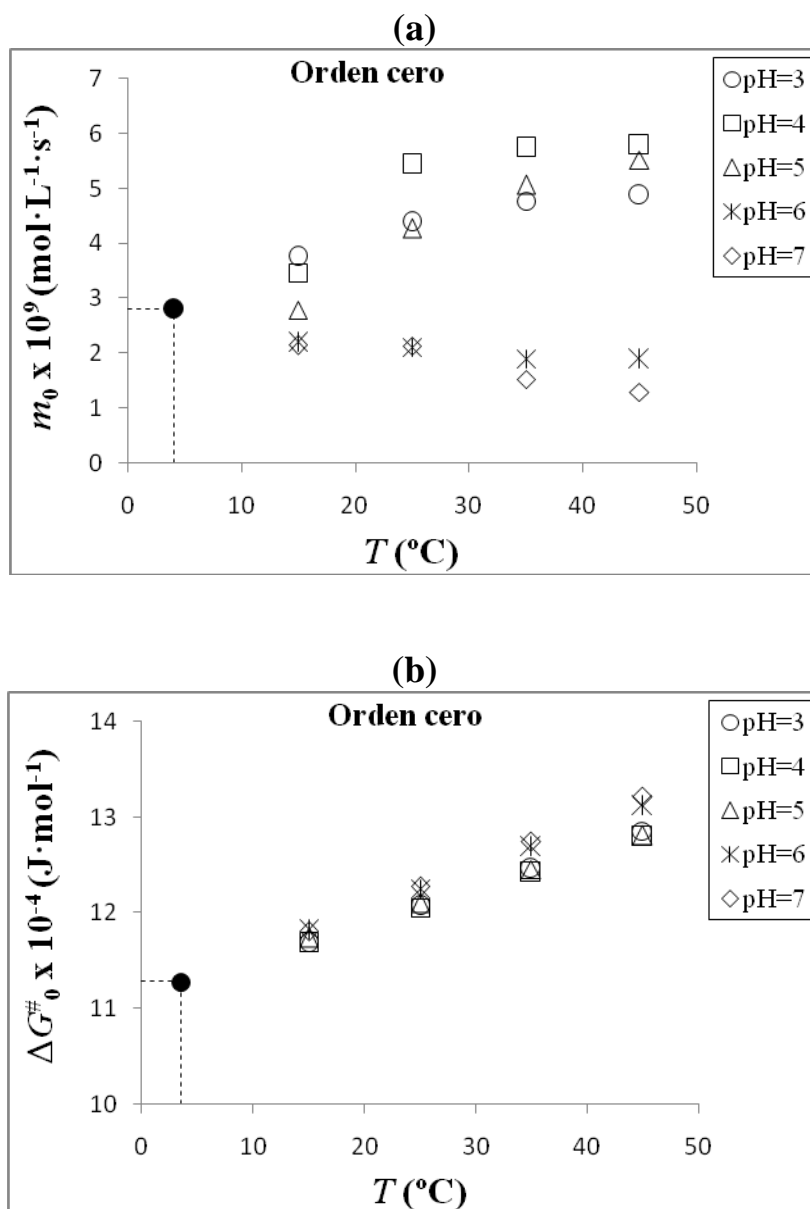 (a)
Orden cero
m₀ x 10⁹ (mol·L⁻¹·s⁻¹)
7
6
5
4
3
2
1
0
0 10 20 30 40 50
T (ºC)
pH=3
pH=4
pH=5
pH=6
pH=7
(b)
Orden cero
ΔG#₀ x 10⁻⁴ (J·mol⁻¹)
14
13
12
11
10
0 10 20 30 40 50
T (ºC)
pH=3
pH=4
pH=5
pH=6
pH=7